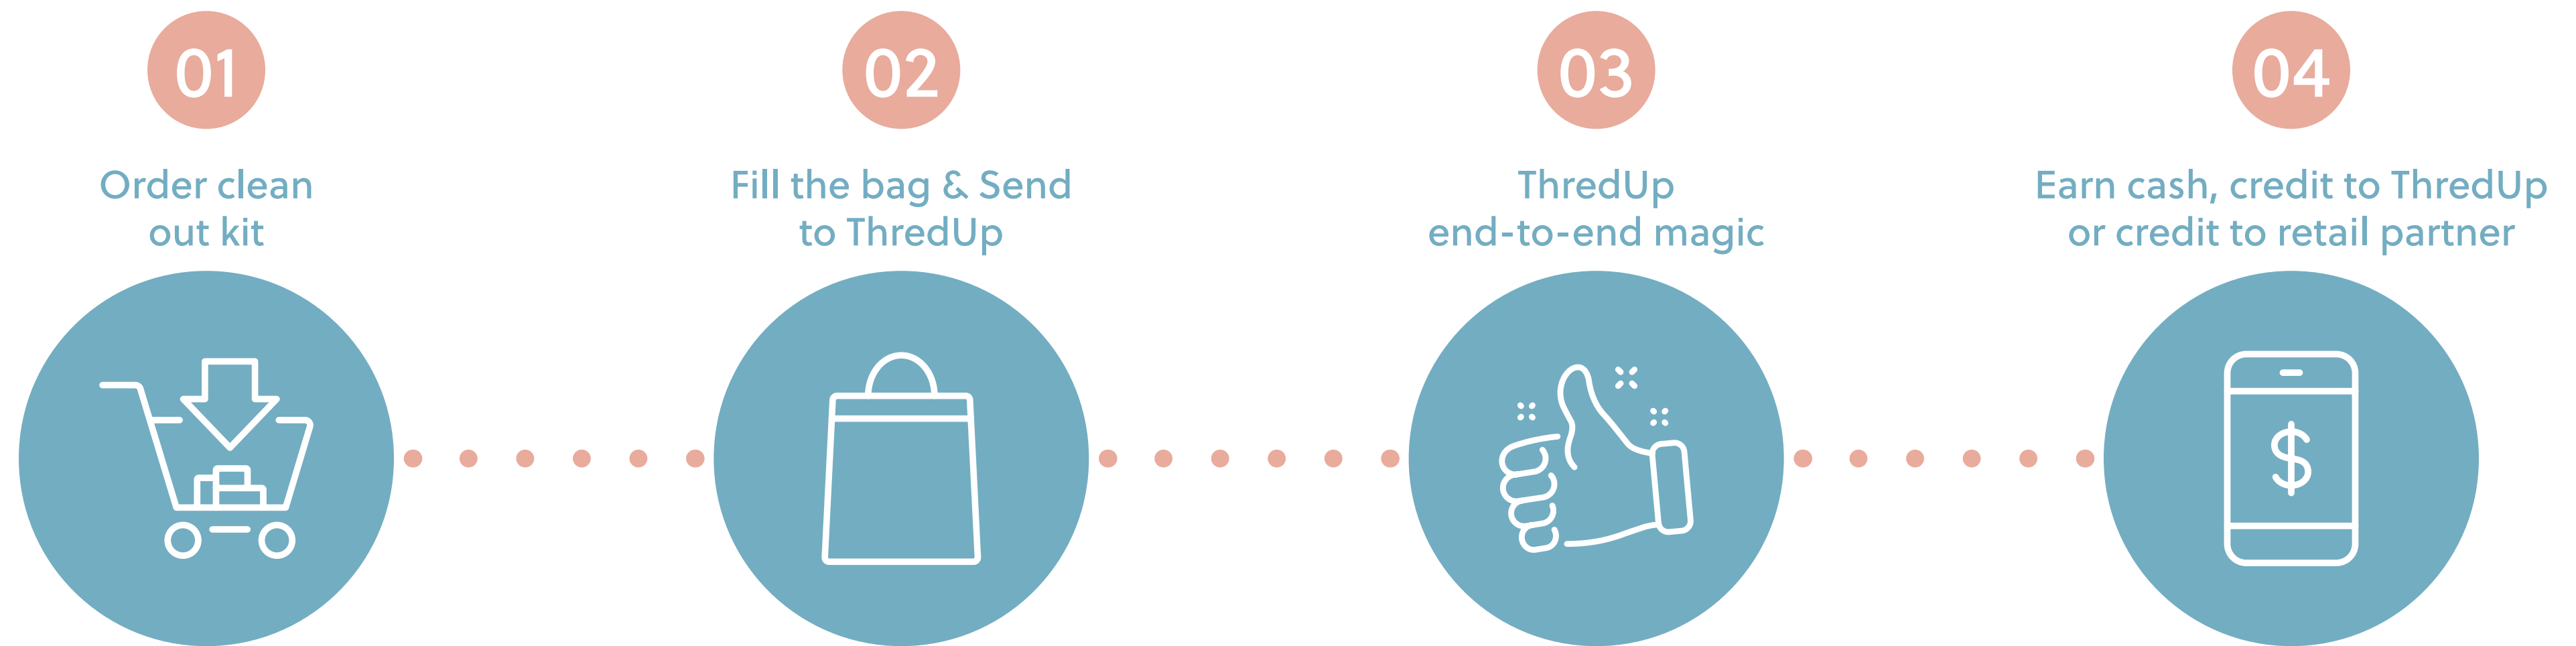 01
Order clean
out kit
02
Fill the bag & Send
to ThredUp
03
ThredUp
end-to-end magic
04
Earn cash, credit to ThredUp
or credit to retail partner
$